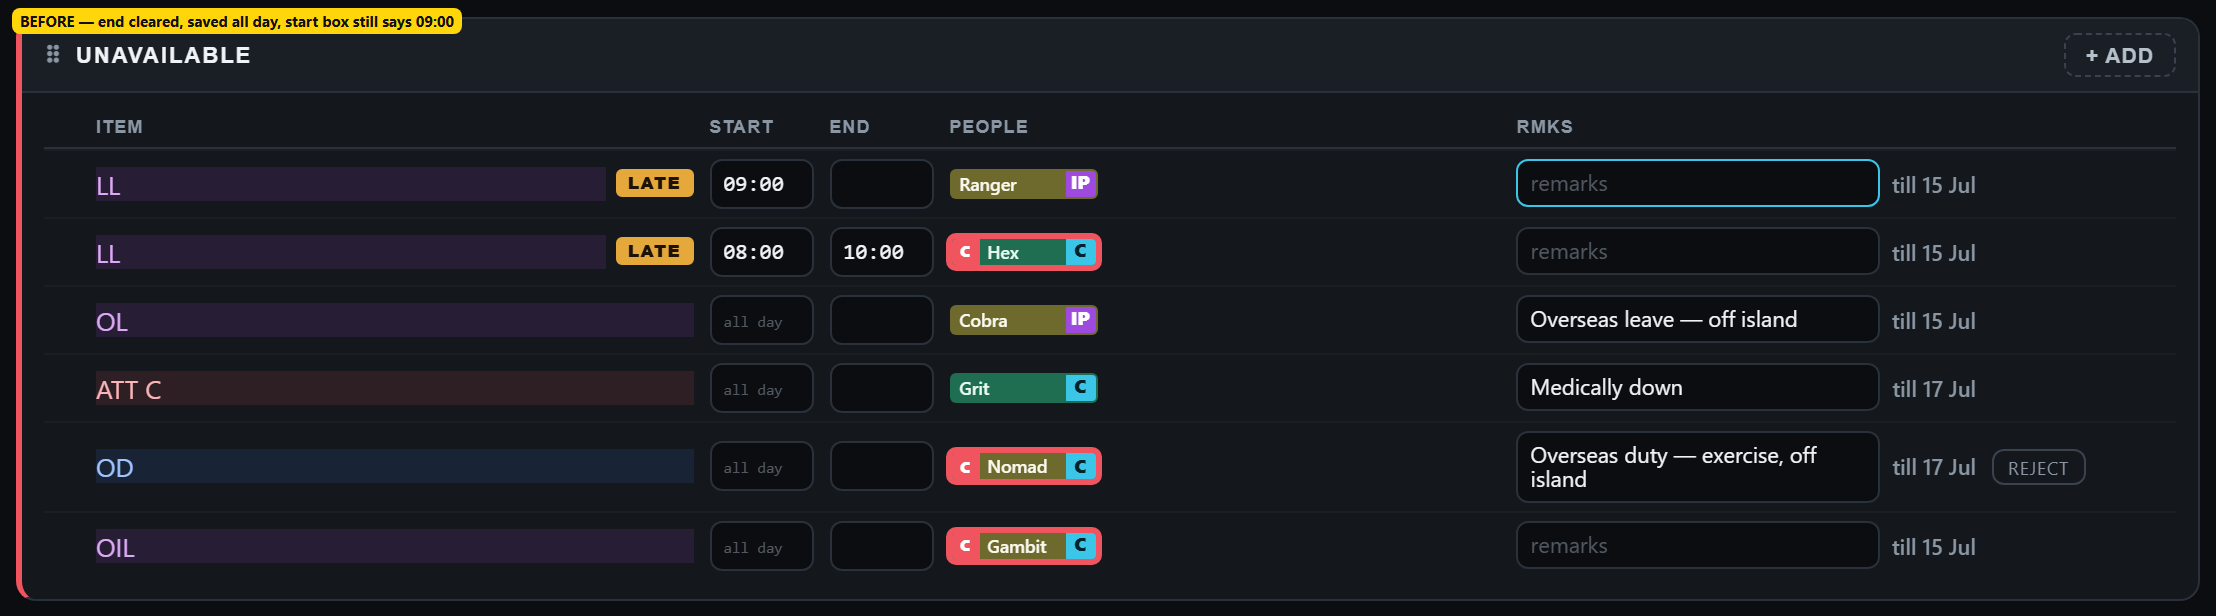 BEFORE — end cleared, saved all day, start box still says 09:00
UNAVAILABLE
+ ADD
ITEM START END PEOPLE RMKS
LL LATE 09:00 Ranger IP remarks till 15 Jul
LL LATE 08:00 10:00 C Hex C remarks till 15 Jul
OL all day Cobra IP Overseas leave — off island till 15 Jul
ATT C all day Grit C Medically down till 17 Jul
OD all day C Nomad C Overseas duty — exercise, off
island till 17 Jul REJECT
OIL all day C Gambit C remarks till 15 Jul